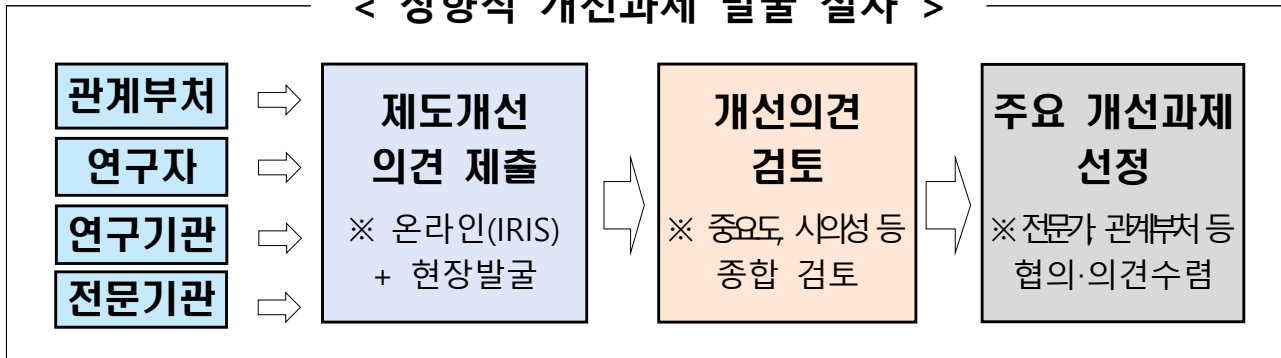 < 상향식 개선과제 발굴 절차 >
관계부처
연구자
연구기관
전문기관
제도개선
의견 제출
※ 온라인(IRIS)
+ 현장발굴
개선의견
검토
※ 중요도, 시의성 등
종합 검토
주요 개선과제
선정
※ 전문가, 관계부처 등
협의·의견수렴